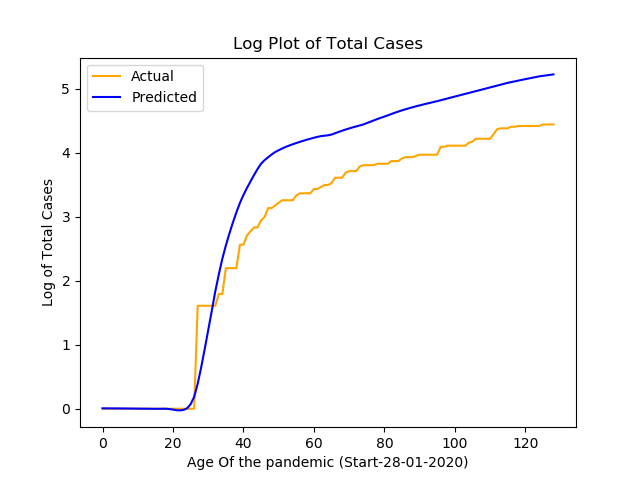 Log Plot of Total Cases
Actual
Predicted
Log of Total Cases
5
4
3
2
1
0
0 20 40 60 80 100 120
Age Of the pandemic (Start-28-01-2020)